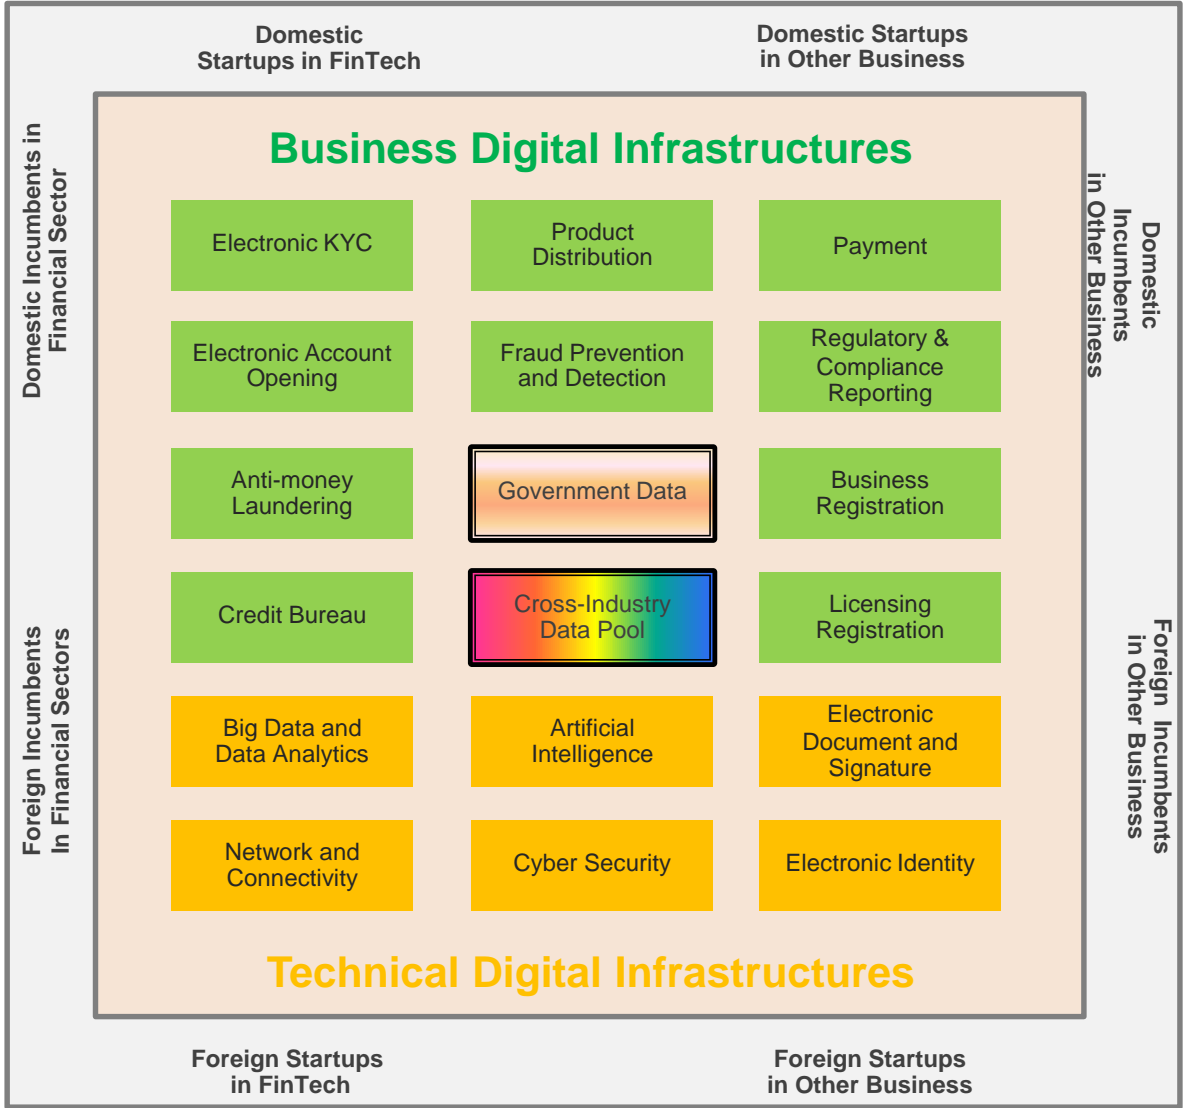 Domestic
Startups in FinTech
Domestic Startups
in Other Business
Domestic Incumbents in
Financial Sector
Domestic
Incumbents
in Other Business
Business Digital Infrastructures
Electronic KYC
Product
Distribution
Payment
Electronic Account
Opening
Fraud Prevention
and Detection
Regulatory &
Compliance
Reporting
Anti-money
Laundering
Government Data
Business
Registration
Credit Bureau
Cross-Industry
Data Pool
Licensing
Registration
Foreign Incumbents
In Financial Sectors
Foreign Incumbents
in Other Business
Big Data and
Data Analytics
Artificial
Intelligence
Electronic
Document and
Signature
Network and
Connectivity
Cyber Security
Electronic Identity
Technical Digital Infrastructures
Foreign Startups
in FinTech
Foreign Startups
in Other Business